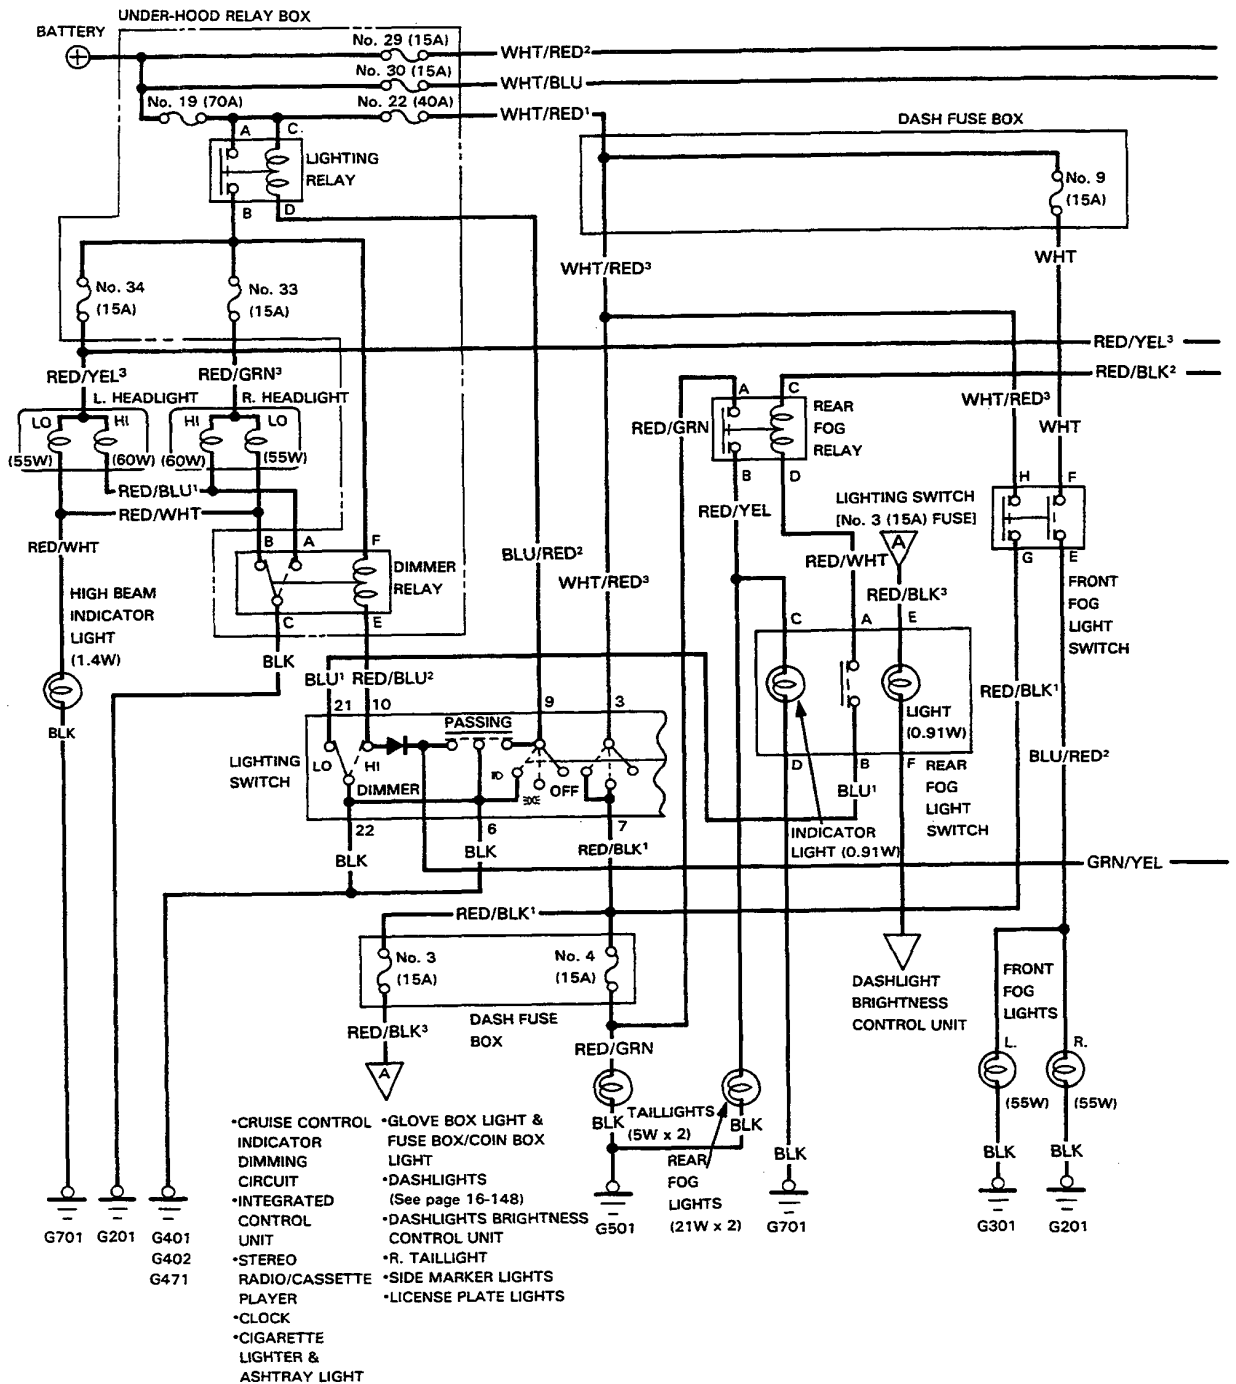 UNDER-HOOD RELAY BOX
BATTERY
No. 29 (15A)
WHT/RED²
No. 30 (15A)
WHT/BLU
No. 19 (70A)
No. 22 (40A)
WHT/RED¹
DASH FUSE BOX
A
C
LIGHTING
RELAY
B
D
No. 9
(15A)
WHT
WHT/RED³
No. 34
(15A)
No. 33
(15A)
RED/YEL³
RED/YEL³
RED/GRN³
RED/BLK²
L. HEADLIGHT
R. HEADLIGHT
LO
HI
HI
LO
(55W)
(60W)
(60W)
(55W)
A
C
REAR
FOG
RELAY
B
D
RED/GRN
WHT/RED³
WHT
RED/BLU¹
RED/WHT
RED/WHT
RED/YEL
LIGHTING SWITCH
[No. 3 (15A) FUSE]
A
H
F
G
E
FRONT
FOG
LIGHT
SWITCH
B
A
F
DIMMER
RELAY
C
E
BLU/RED²
WHT/RED³
RED/WHT
RED/BLK³
HIGH BEAM
INDICATOR
LIGHT
(1.4W)
BLK
BLK
BLU¹
RED/BLU²
C
A
E
RED/BLK¹
21
10
PASSING
9
3
LIGHTING
SWITCH
LO
HI
DIMMER
OFF
LIGHT
(0.91W)
D
B
F
REAR
FOG
LIGHT
SWITCH
BLU/RED²
BLU¹
INDICATOR
LIGHT (0.91W)
22
6
7
BLK
BLK
RED/BLK¹
GRN/YEL
RED/BLK¹
No. 3
(15A)
No. 4
(15A)
DASH FUSE
BOX
RED/BLK³
A
RED/GRN
DASHLIGHT
BRIGHTNESS
CONTROL UNIT
FRONT
FOG
LIGHTS
L.
R.
(55W)
(55W)
BLK
TAILLIGHTS
(5W x 2)
BLK
REAR
FOG
LIGHTS
(21W x 2)
BLK
BLK
BLK
G701
G201
G401
G402
G471
G501
G701
G301
G201
•CRUISE CONTROL
INDICATOR
DIMMING
CIRCUIT
•INTEGRATED
CONTROL
UNIT
•STEREO
RADIO/CASSETTE
PLAYER
•CLOCK
•CIGARETTE
LIGHTER &
ASHTRAY LIGHT
•GLOVE BOX LIGHT &
FUSE BOX/COIN BOX
LIGHT
•DASHLIGHTS
(See page 16-148)
•DASHLIGHTS BRIGHTNESS
CONTROL UNIT
•R. TAILLIGHT
•SIDE MARKER LIGHTS
•LICENSE PLATE LIGHTS